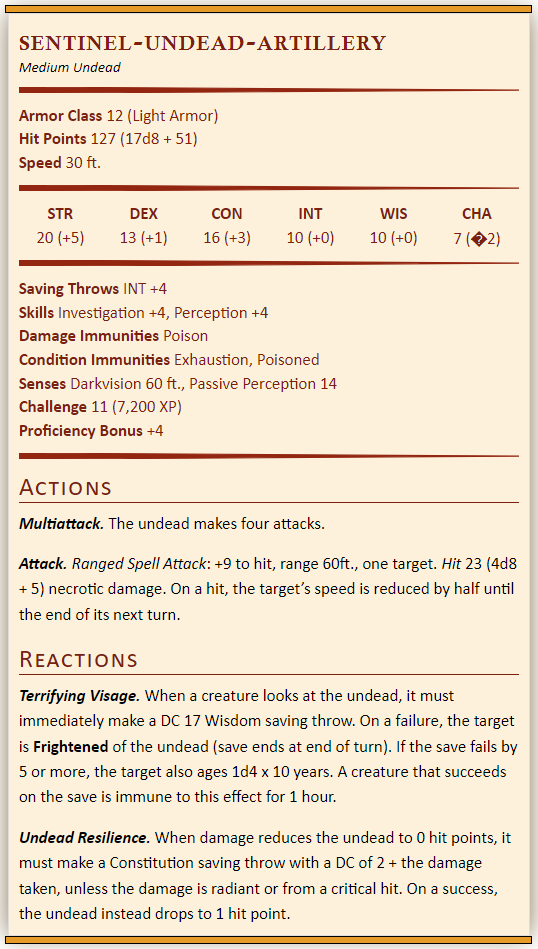 SENTINEL-UNDEAD-ARTILLERY
Medium Undead
Armor Class 12 (Light Armor)
Hit Points 127 (17d8 + 51)
Speed 30 ft.
STR DEX CON INT WIS CHA
20 (+5) 13 (+1) 16 (+3) 10 (+0) 10 (+0) 7 (�2)
Saving Throws INT +4
Skills Investigation +4, Perception +4
Damage Immunities Poison
Condition Immunities Exhaustion, Poisoned
Senses Darkvision 60 ft., Passive Perception 14
Challenge 11 (7,200 XP)
Proficiency Bonus +4
Actions
Multiattack. The undead makes four attacks.
Attack. Ranged Spell Attack: +9 to hit, range 60ft., one target. Hit 23 (4d8
+ 5) necrotic damage. On a hit, the target’s speed is reduced by half until
the end of its next turn.
Reactions
Terrifying Visage. When a creature looks at the undead, it must
immediately make a DC 17 Wisdom saving throw. On a failure, the target
is Frightened of the undead (save ends at end of turn). If the save fails by
5 or more, the target also ages 1d4 x 10 years. A creature that succeeds
on the save is immune to this effect for 1 hour.
Undead Resilience. When damage reduces the undead to 0 hit points, it
must make a Constitution saving throw with a DC of 2 + the damage
taken, unless the damage is radiant or from a critical hit. On a success,
the undead instead drops to 1 hit point.